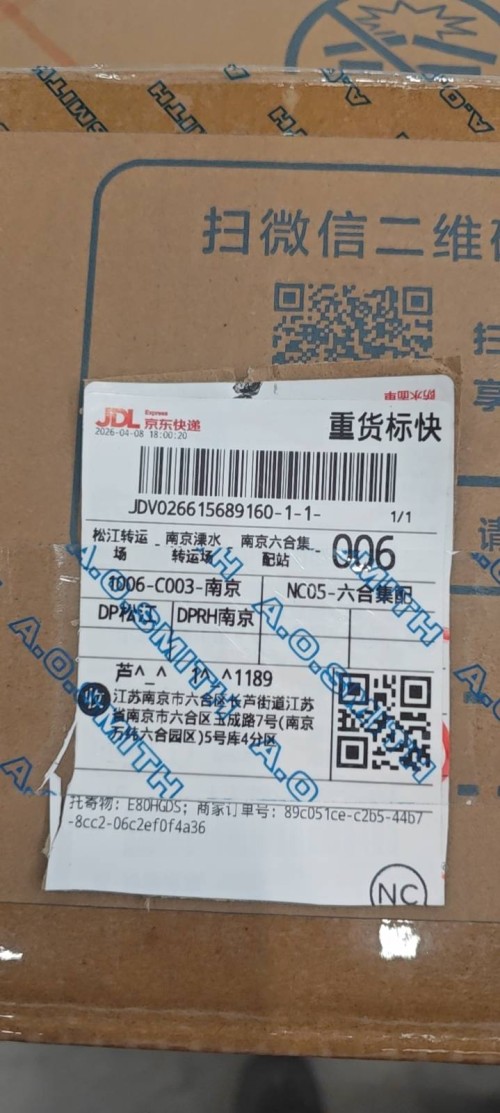 A.O.SMITH
扫微信二维
JDL
Express
京东快递
2026-04-08 18:00:20
防水面单
重货标快
JDV026615689160-1-1-
1/1
松江转运场 - 南京溧水转运场 - 南京六合集配站
006
1006-C003-南京
NC05-六合集配
DP松江
DPRH南京
芦^_^
^1189
收
江苏南京市六合区长芦街道江苏
省南京市六合区玉成路7号(南京
万纬六合园区)5号库4分区
托寄物：E80HGDS；商家订单号：89c051ce-c2b5-44b7
-8cc2-06c2ef0f4a36
NC